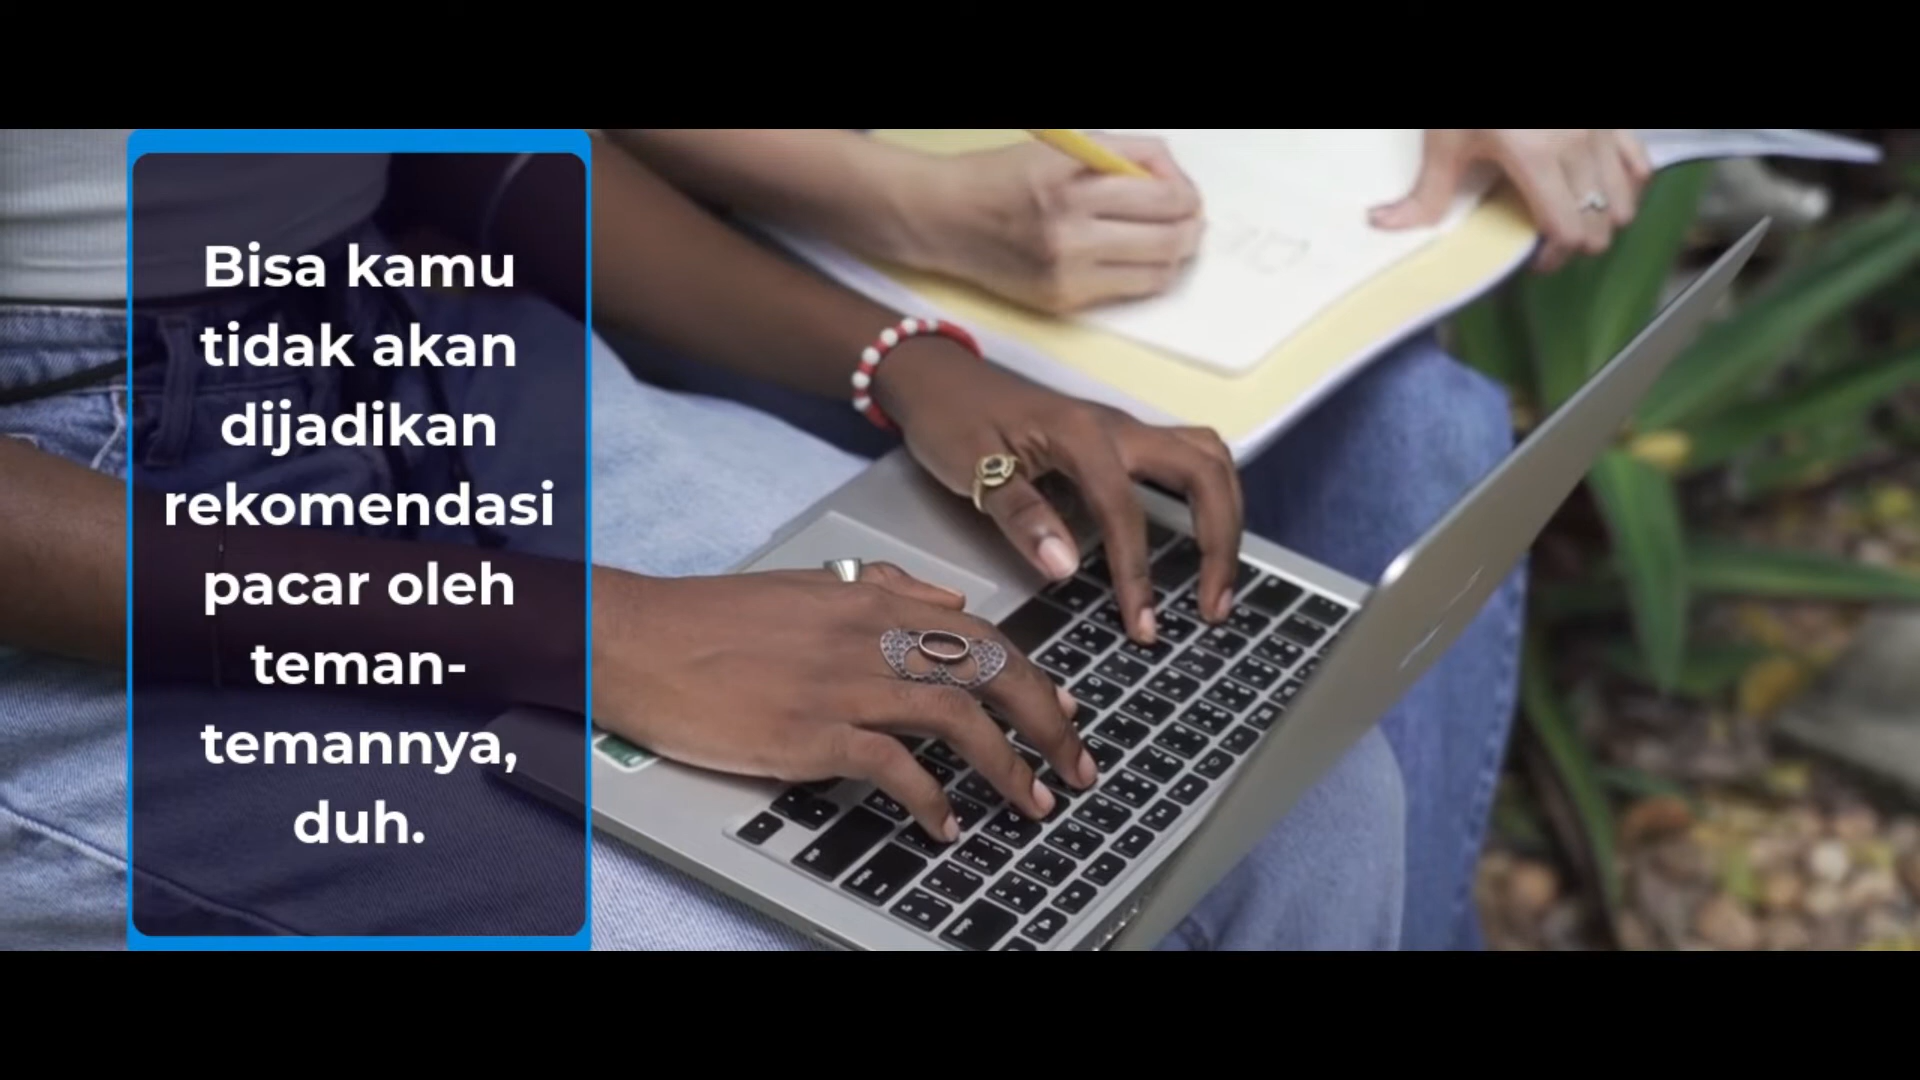 Bisa kamu
tidak akan
dijadikan
rekomendasi
pacar oleh
teman-
temannya,
duh.